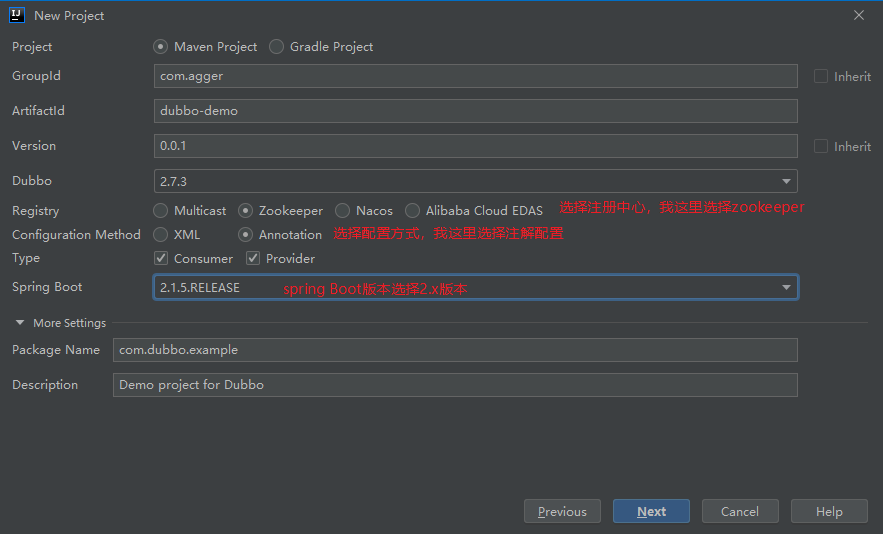 IJ New Project
Project Maven Project Gradle Project
GroupId com.agger Inherit
ArtifactId dubbo-demo
Version 0.0.1 Inherit
Dubbo 2.7.3
Registry Multicast Zookeeper Nacos Alibaba Cloud EDAS 选择注册中心，我这里选择zookeeper
Configuration Method XML Annotation 选择配置方式，我这里选择注解配置
Type Consumer Provider
Spring Boot 2.1.5.RELEASE spring Boot版本选择2.x版本
More Settings
Package Name com.dubbo.example
Description Demo project for Dubbo
Previous Next Cancel Help